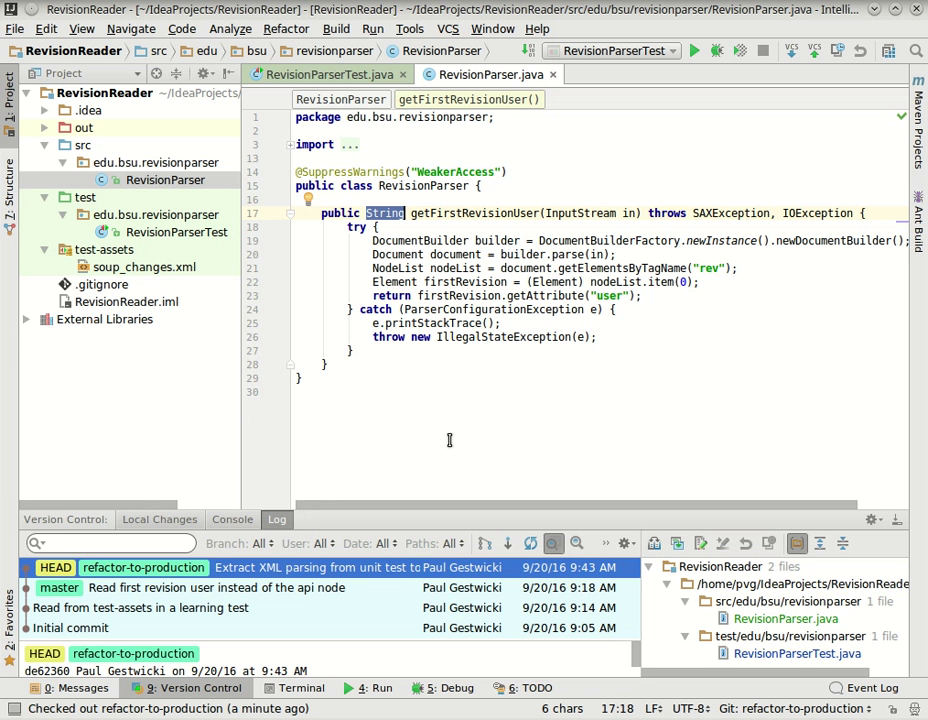 RevisionReader - [~/IdeaProjects/RevisionReader] - [RevisionReader] - ~/IdeaProjects/RevisionReader/src/edu/bsu/revisionparser/RevisionParser.java - Intelli...
File Edit View Navigate Code Analyze Refactor Build Run Tools VCS Window Help
RevisionReader src edu bsu revisionparser RevisionParser RevisionParserTest VCS VCS
Project RevisionParserTest.java RevisionParser.java
1: Project
7: Structure
2: Favorites
RevisionReader ~/IdeaProjects/
.idea
out
src
edu.bsu.revisionparser
RevisionParser
test
edu.bsu.revisionparser
RevisionParserTest
test-assets
soup_changes.xml
.gitignore
RevisionReader.iml
External Libraries
RevisionParser getFirstRevisionUser()
1 package edu.bsu.revisionparser;
2
3 import ...
13
14 @SuppressWarnings("WeakerAccess")
15 public class RevisionParser {
16
17 public String getFirstRevisionUser(InputStream in) throws SAXException, IOException {
18 try {
19 DocumentBuilder builder = DocumentBuilderFactory.newInstance().newDocumentBuilder();
20 Document document = builder.parse(in);
21 NodeList nodeList = document.getElementsByTagName("rev");
22 Element firstRevision = (Element) nodeList.item(0);
23 return firstRevision.getAttribute("user");
24 } catch (ParserConfigurationException e) {
25 e.printStackTrace();
26 throw new IllegalStateException(e);
27 }
28 }
29 }
30
Maven Projects
Ant Build
Version Control: Local Changes Console Log
Branch: All User: All Date: All Paths: All
HEAD refactor-to-production Extract XML parsing from unit test to Paul Gestwicki 9/20/16 9:43 AM
master Read first revision user instead of the api node Paul Gestwicki 9/20/16 9:18 AM
Read from test-assets in a learning test Paul Gestwicki 9/20/16 9:14 AM
Initial commit Paul Gestwicki 9/20/16 9:05 AM
HEAD refactor-to-production
de62360 Paul Gestwicki on 9/20/16 at 9:43 AM
RevisionReader 2 files
/home/pvg/IdeaProjects/RevisionReade
src/edu/bsu/revisionparser 1 file
RevisionParser.java
test/edu/bsu/revisionparser 1 file
RevisionParserTest.java
0: Messages 9: Version Control Terminal 4: Run 5: Debug 6: TODO Event Log
Checked out refactor-to-production (a minute ago) 6 chars 17:18 LF UTF-8 Git: refactor-to-production